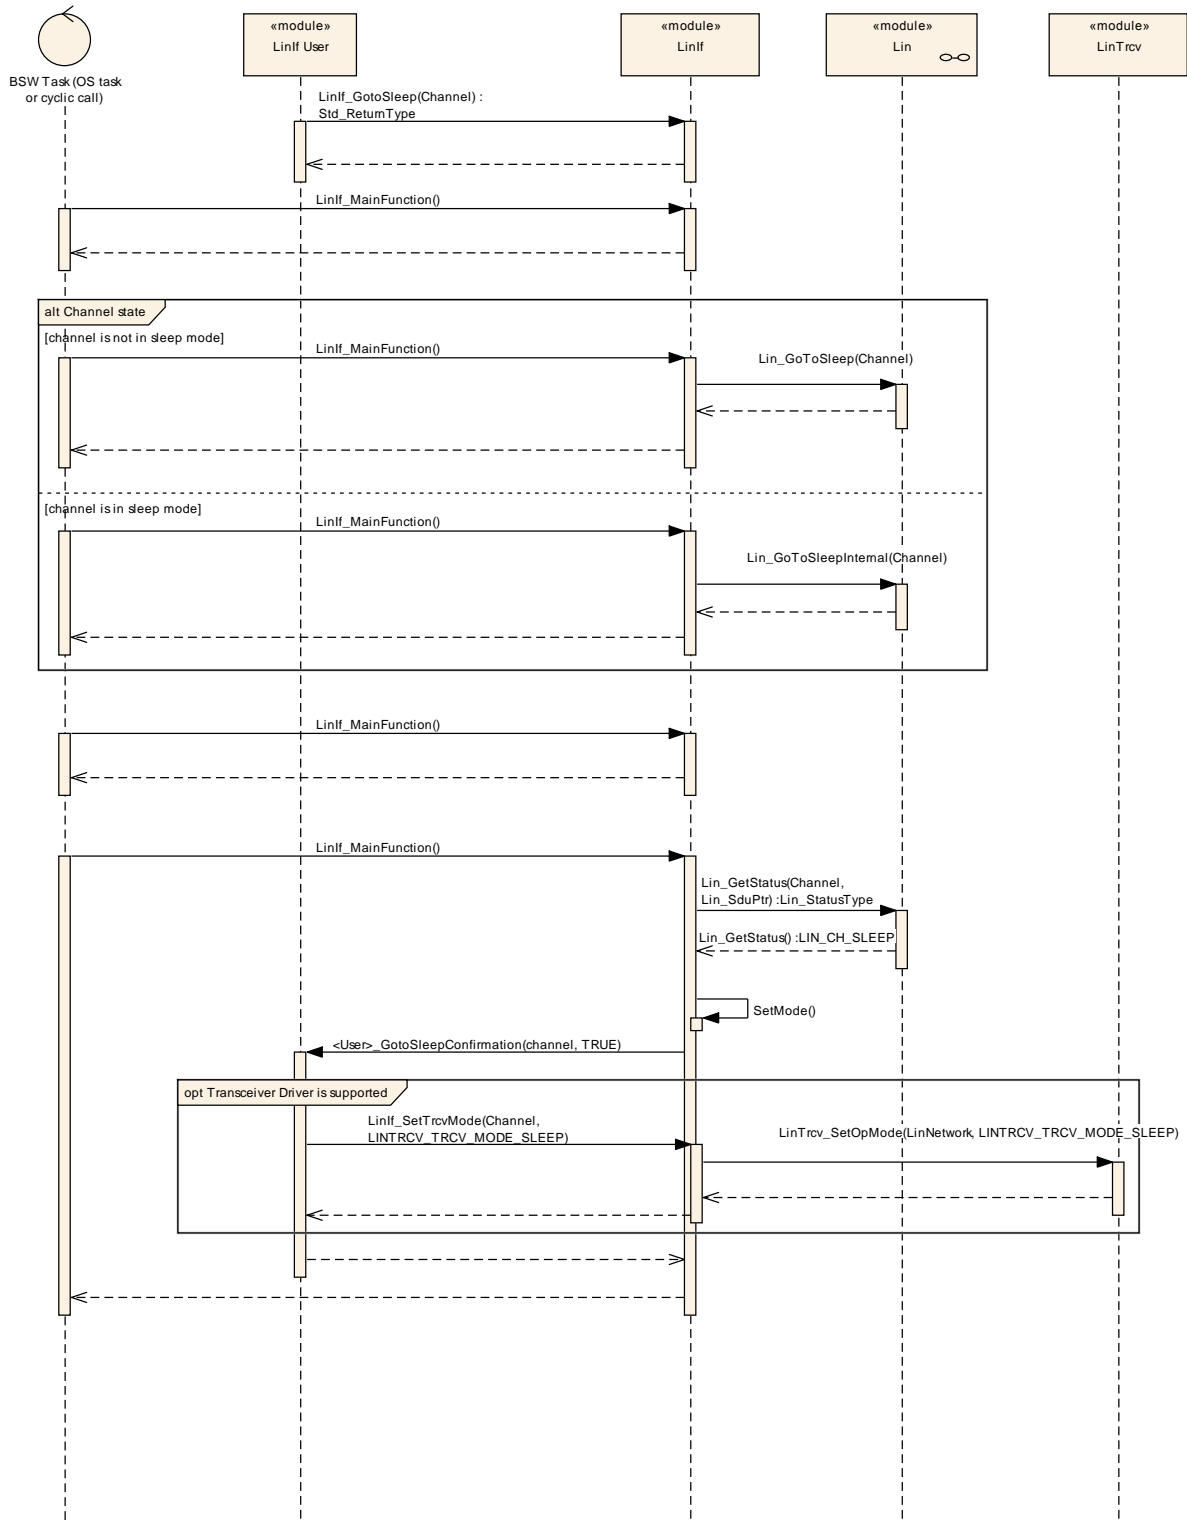 «module»
LinIf User
«module»
LinIf
«module»
Lin
«module»
LinTrcv
BSW Task (OS task
or cyclic call)
LinIf_GotoSleep(Channel) :
Std_ReturnType
LinIf_MainFunction()
alt Channel state
[channel is not in sleep mode]
LinIf_MainFunction()
Lin_GoToSleep(Channel)
[channel is in sleep mode]
LinIf_MainFunction()
Lin_GoToSleepInternal(Channel)
LinIf_MainFunction()
LinIf_MainFunction()
Lin_GetStatus(Channel,
Lin_SduPtr) :Lin_StatusType
Lin_GetStatus() :LIN_CH_SLEEP
SetMode()
<User>_GotoSleepConfirmation(channel, TRUE)
opt Transceiver Driver is supported
LinIf_SetTrcvMode(Channel,
LINTRCV_TRCV_MODE_SLEEP)
LinTrcv_SetOpMode(LinNetwork, LINTRCV_TRCV_MODE_SLEEP)